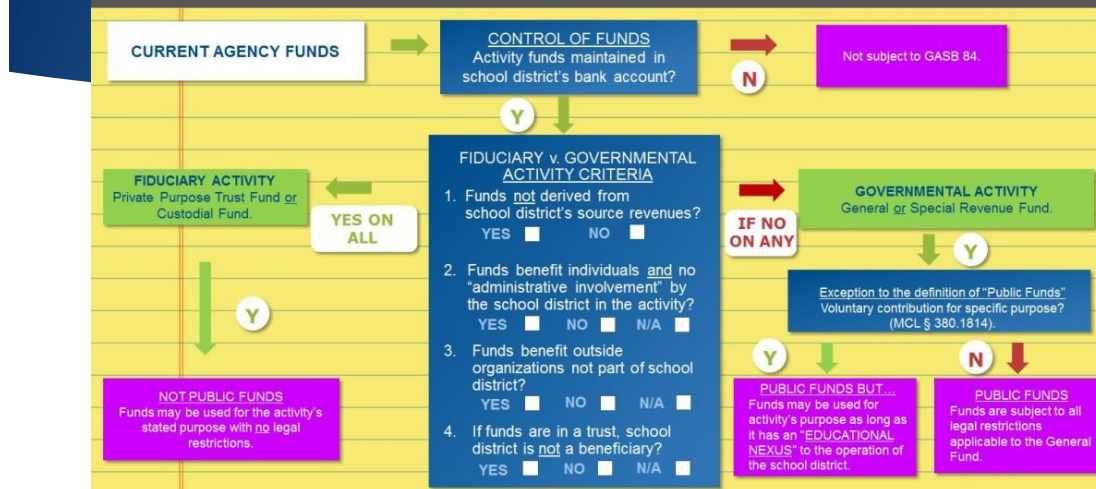 CURRENT AGENCY FUNDS
CONTROL OF FUNDS
Activity funds maintained in
school district's bank account?
N
Not subject to GASB 84.
Y
FIDUCIARY v. GOVERNMENTAL
ACTIVITY CRITERIA
1. Funds not derived from
school district's source revenues?
YES NO
2. Funds benefit individuals and no
"administrative involvement" by
the school district in the activity?
YES NO N/A
3. Funds benefit outside
organizations not part of school
district?
YES NO N/A
4. If funds are in a trust, school
district is not a beneficiary?
YES NO N/A
YES ON
ALL
FIDUCIARY ACTIVITY
Private Purpose Trust Fund or
Custodial Fund.
Y
NOT PUBLIC FUNDS
Funds may be used for the activity's
stated purpose with no legal
restrictions.
IF NO
ON ANY
GOVERNMENTAL ACTIVITY
General or Special Revenue Fund.
Y
Exception to the definition of "Public Funds"
Voluntary contribution for specific purpose?
(MCL § 380.1814).
Y
PUBLIC FUNDS BUT...
Funds may be used for
activity's purpose as long as
it has an "EDUCATIONAL
NEXUS" to the operation of
the school district.
N
PUBLIC FUNDS
Funds are subject to all
legal restrictions
applicable to the General
Fund.